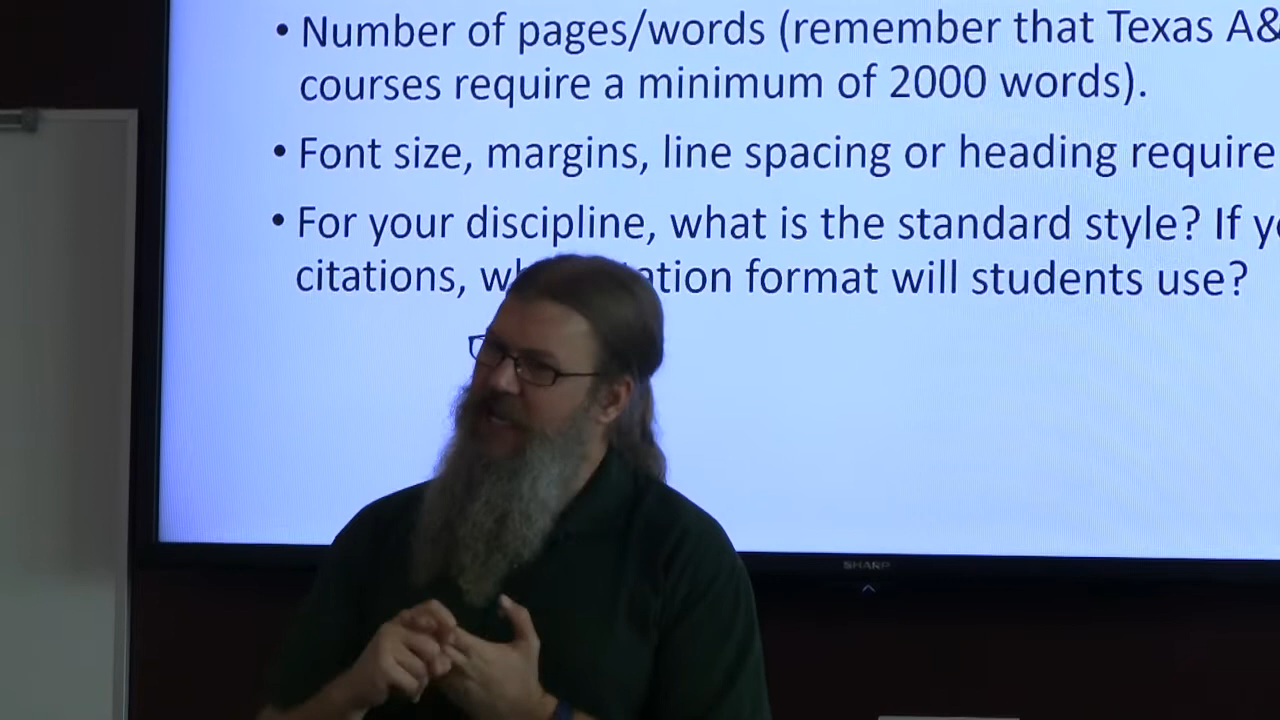 • Number of pages/words (remember that Texas A&
courses require a minimum of 2000 words).
• Font size, margins, line spacing or heading require
• For your discipline, what is the standard style? If
citations, format will students use?
SHARP